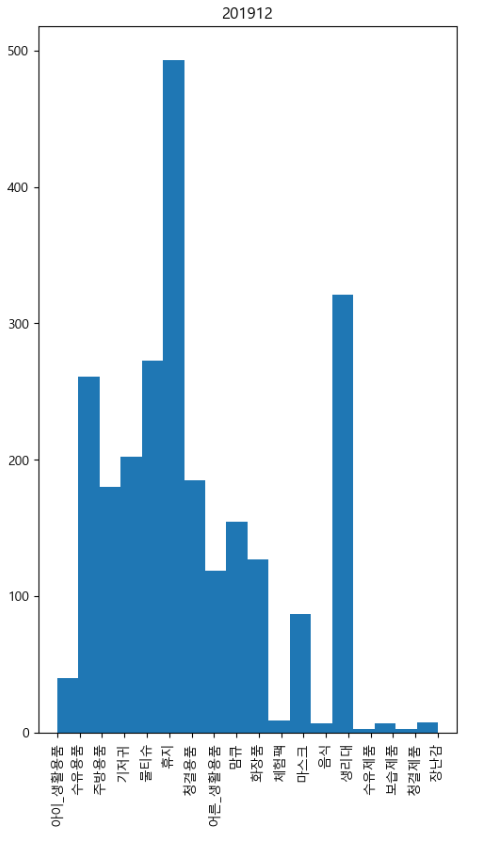 201912
500
400
300
200
100
0
아이_생활용품
수유용품
주방용품
기저귀
물티슈
휴지
청결용품
어른_생활용품
맘큐
화장품
체험팩
마스크
음식
생리대
수유제품
보습제품
청결제품
장난감